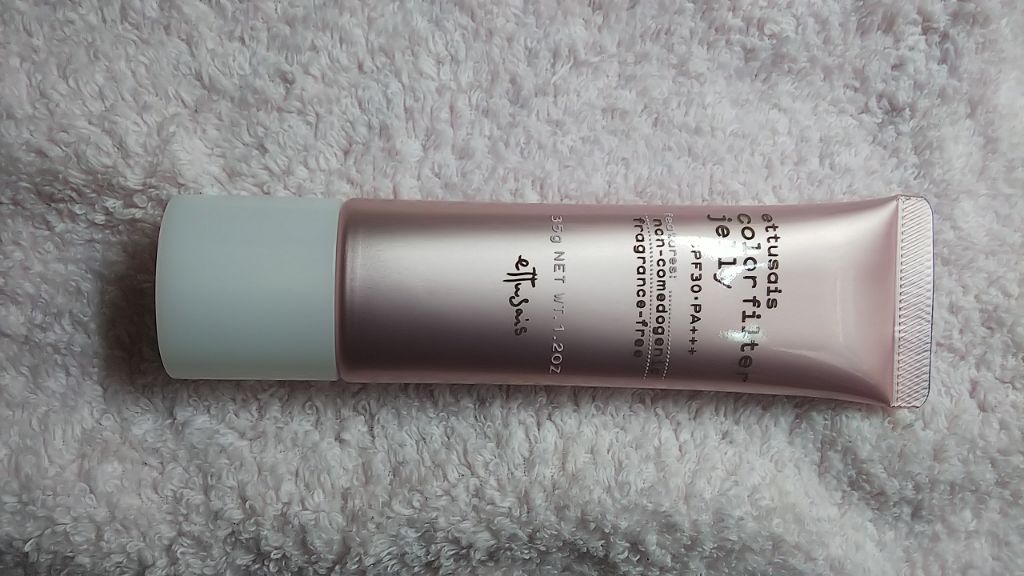 ettusais
color filter
jelly
SPF30・PA+++
features:
non-comedogenic
fragrance-free
35g NET WT.1.2OZ
ettusais